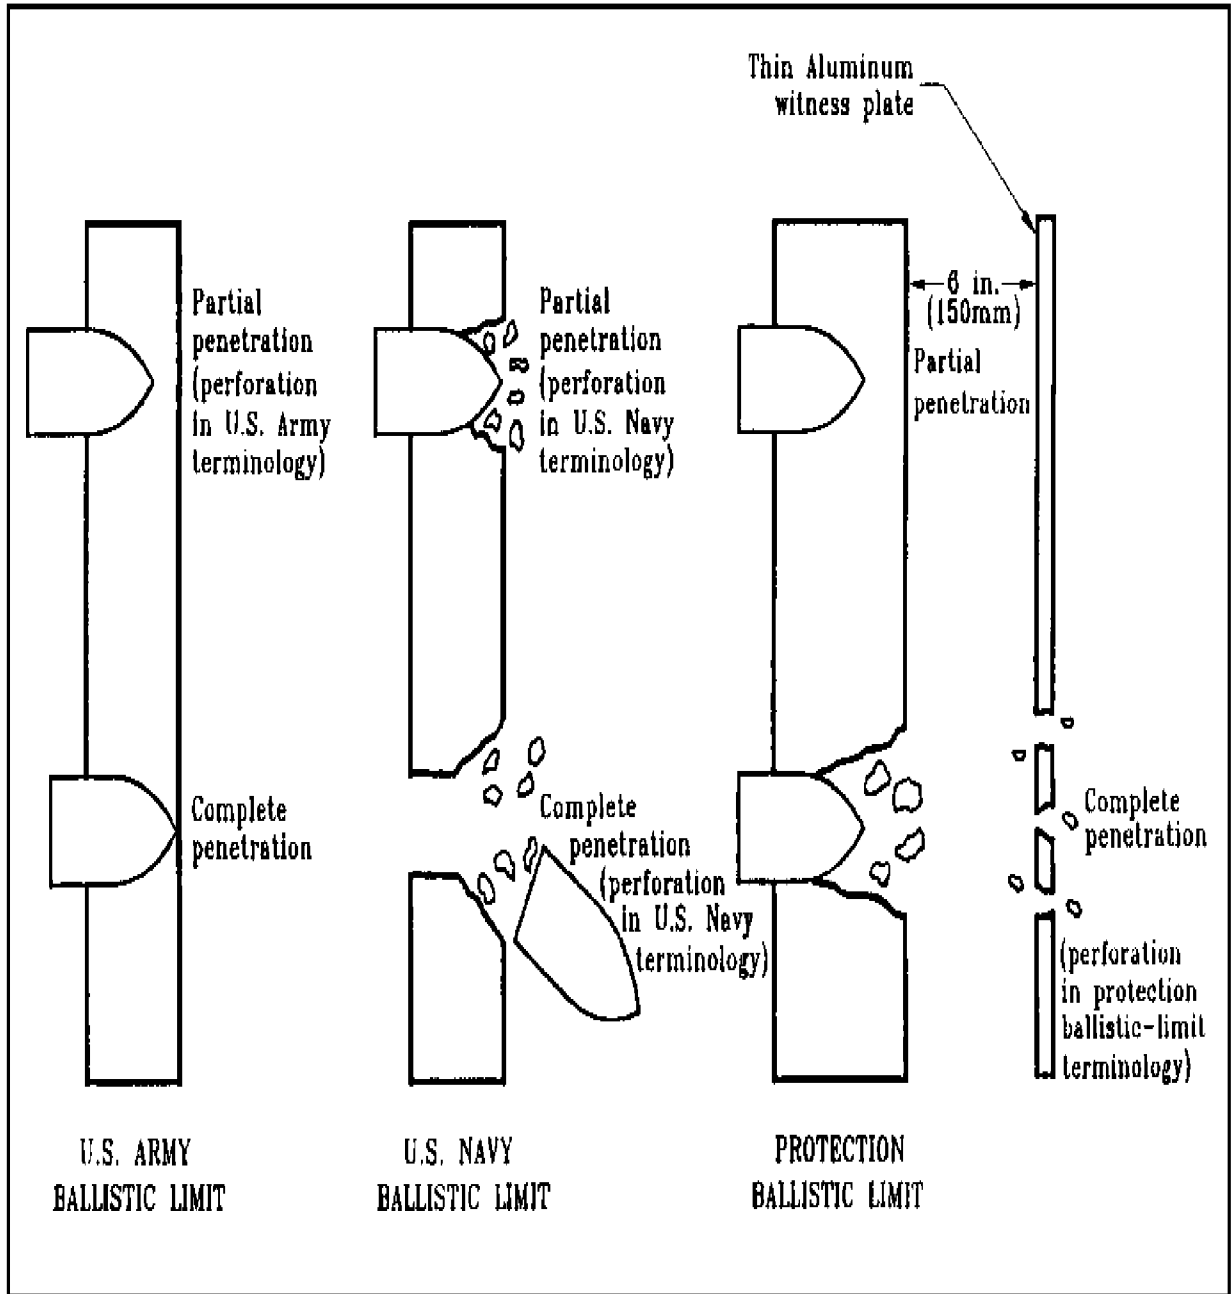 Thin Aluminum
witness plate
6 in.
(150mm)
Partial
penetration
(perforation
in U.S. Army
terminology)
Partial
penetration
(perforation
in U.S. Navy
terminology)
Partial
penetration
Complete
penetration
Complete
penetration
(perforation
in U.S. Navy
terminology)
Complete
penetration
(perforation
in protection
ballistic-limit
terminology)
U.S. ARMY
BALLISTIC LIMIT
U.S. NAVY
BALLISTIC LIMIT
PROTECTION
BALLISTIC LIMIT